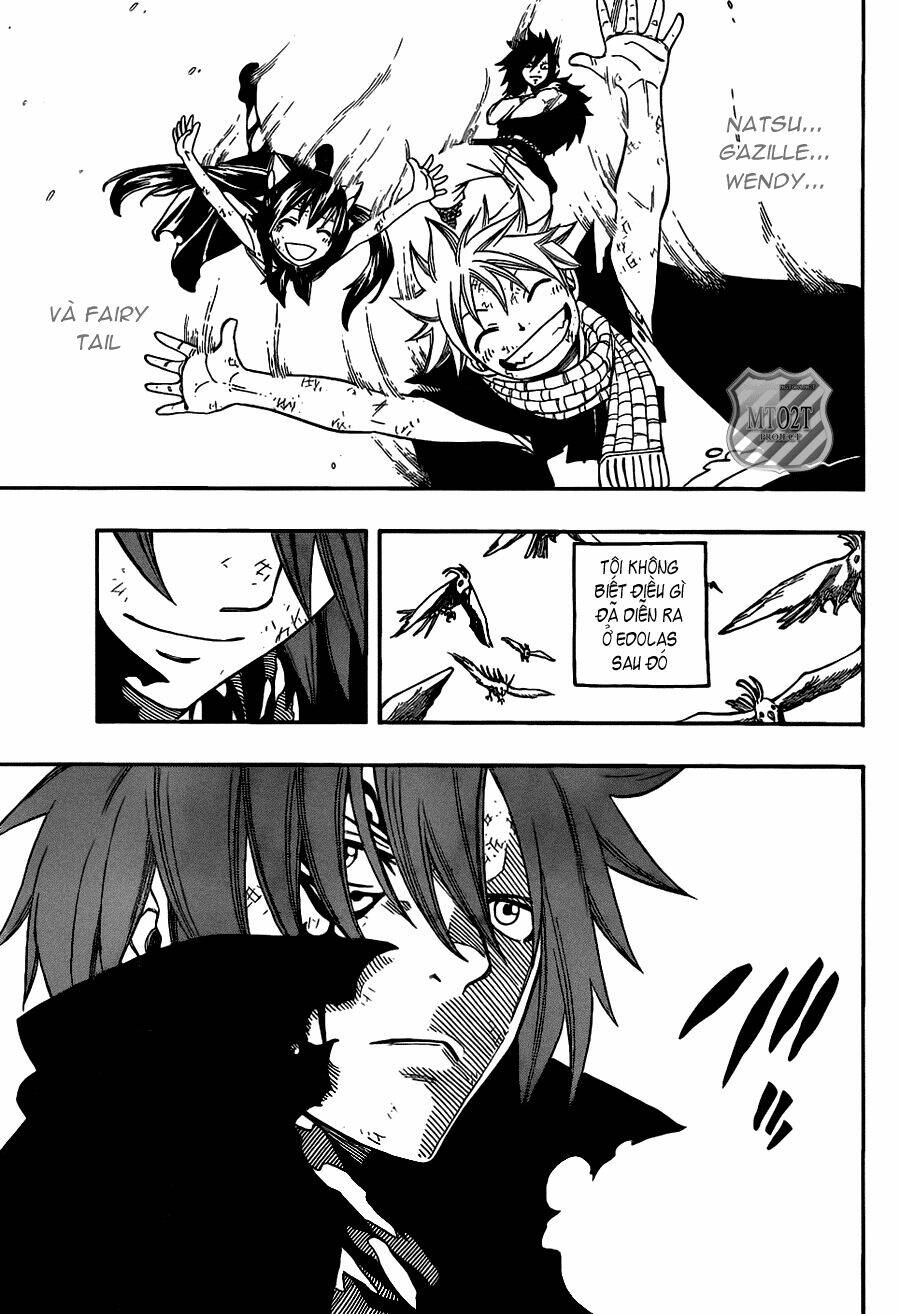 NATSU...
GAZILLE...
WENDY...
VÀ FAIRY
TAIL
MT02T
PROJECT
TÔI KHÔNG
BIẾT ĐIỀU GÌ
ĐÃ DIỄN RA
Ở EDOLAS
SAU ĐÓ